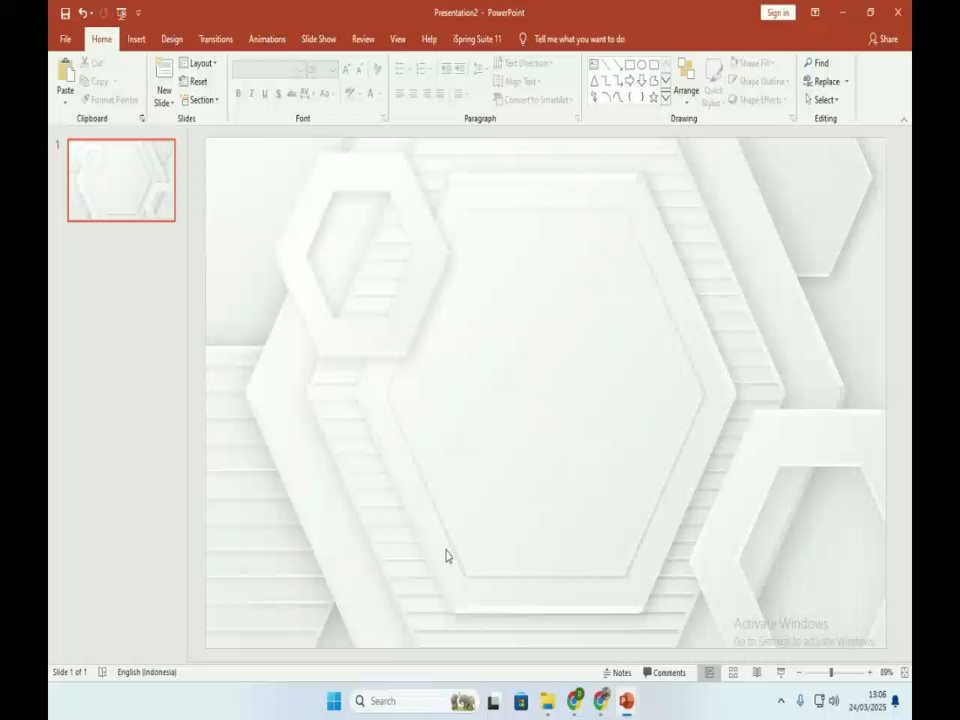 Presentation2 - PowerPoint
Sign in
File Home Insert Design Transitions Animations Slide Show Review View Help iSpring Suite 11 Tell me what you want to do Share
Paste
Cut
Copy
Format Painter
Clipboard
New
Slide
Layout
Reset
Section
Slides
B I U S abc AV Aa A
Font
Text Direction
Align Text
Convert to SmartArt
Paragraph
Arrange
Quick
Styles
Shape Fill
Shape Outline
Shape Effects
Drawing
Find
Replace
Select
Editing
1
Activate Windows
Go to Settings to activate Windows.
Slide 1 of 1 English (Indonesia) Notes Comments 89%
Search
13:06
24/03/2025